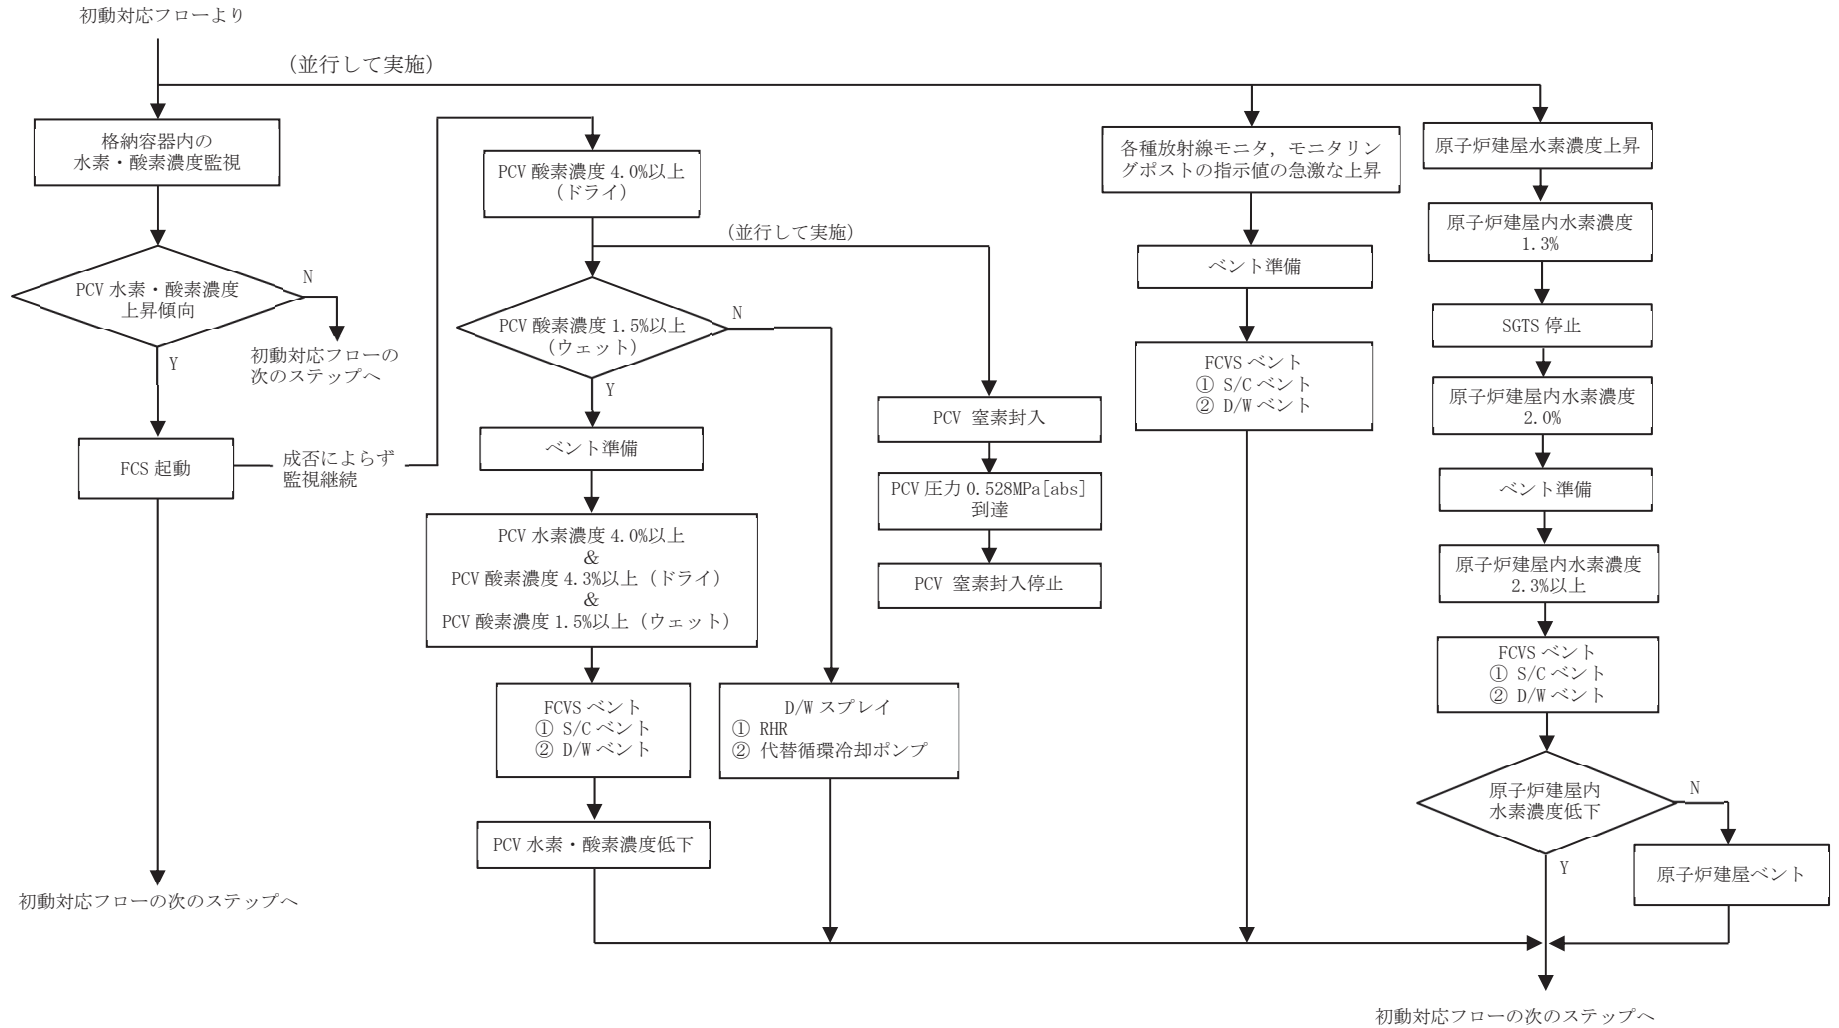 初動対応フローより
（並行して実施）
格納容器内の
水素・酸素濃度監視
PCV 水素・酸素濃度
上昇傾向
N
初動対応フローの
次のステップへ
Y
FCS 起動
成否によらず
監視継続
初動対応フローの次のステップへ
PCV 酸素濃度 4.0%以上
（ドライ）
（並行して実施）
PCV 酸素濃度 1.5%以上
（ウェット）
N
Y
ベント準備
PCV 水素濃度 4.0%以上
&
PCV 酸素濃度 4.3%以上（ドライ）
&
PCV 酸素濃度 1.5%以上（ウェット）
FCVS ベント
① S/C ベント
② D/W ベント
PCV 水素・酸素濃度低下
D/W スプレイ
① RHR
② 代替循環冷却ポンプ
PCV 窒素封入
PCV 圧力 0.528MPa[abs]
到達
PCV 窒素封入停止
各種放射線モニタ，モニタリン
グポストの指示値の急激な上昇
ベント準備
FCVS ベント
① S/C ベント
② D/W ベント
原子炉建屋水素濃度上昇
原子炉建屋内水素濃度
1.3%
SGTS 停止
原子炉建屋内水素濃度
2.0%
ベント準備
原子炉建屋内水素濃度
2.3%以上
FCVS ベント
① S/C ベント
② D/W ベント
原子炉建屋内
水素濃度低下
N
Y
原子炉建屋ベント
初動対応フローの次のステップへ